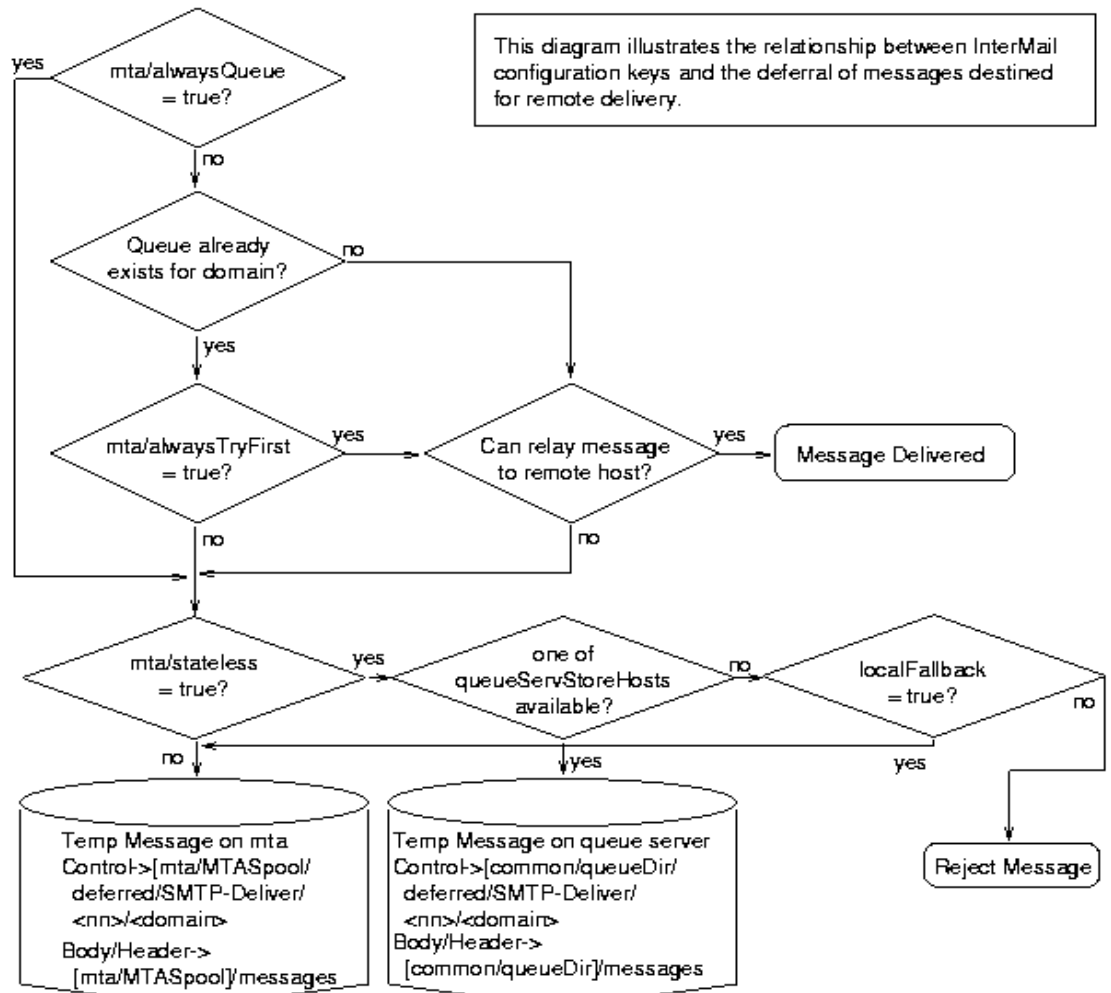 This diagram illustrates the relationship between InterMail
configuration keys and the deferral of messages destined
for remote delivery.
yes
mta/alwaysQueue
= true?
no
Queue already
exists for domain?
no
yes
mta/alwaysTryFirst
= true?
yes
Can relay message
to remote host?
yes
Message Delivered
no
no
mta/stateless
= true?
yes
one of
queueServStoreHosts
available?
no
localFallback
= true?
no
no
yes
yes
Temp Message on mta
Control->[mta/MTASpool/
deferred/SMTP-Deliver/
<nn>/<domain>
Body/Header->
[mta/MTASpool]/messages
Temp Message on queue server
Control->[common/queueDir/
deferred/SMTP-Deliver/
<nn>/<domain>
Body/Header->
[common/queueDir]/messages
Reject Message